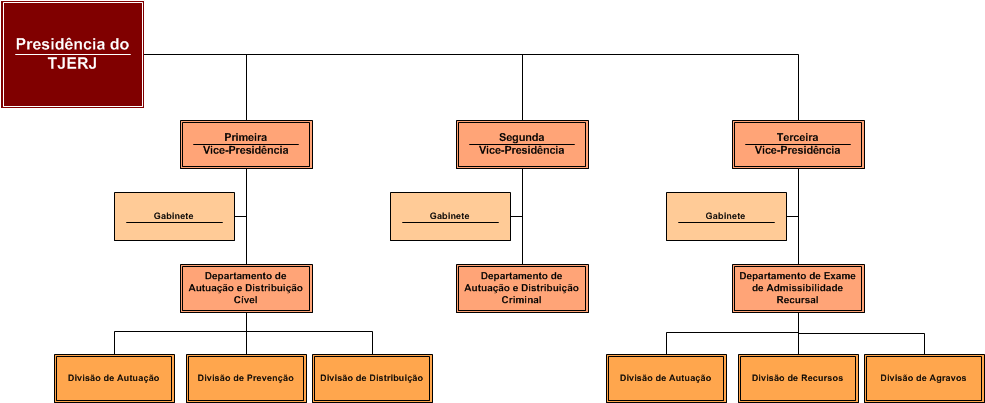 Presidência do
TJERJ
Primeira
Vice-Presidência
Segunda
Vice-Presidência
Terceira
Vice-Presidência
Gabinete
Gabinete
Gabinete
Departamento de
Autuação e Distribuição
Cível
Departamento de
Autuação e Distribuição
Criminal
Departamento de Exame
de Admissibilidade
Recursal
Divisão de Autuação
Divisão de Prevenção
Divisão de Distribuição
Divisão de Autuação
Divisão de Recursos
Divisão de Agravos